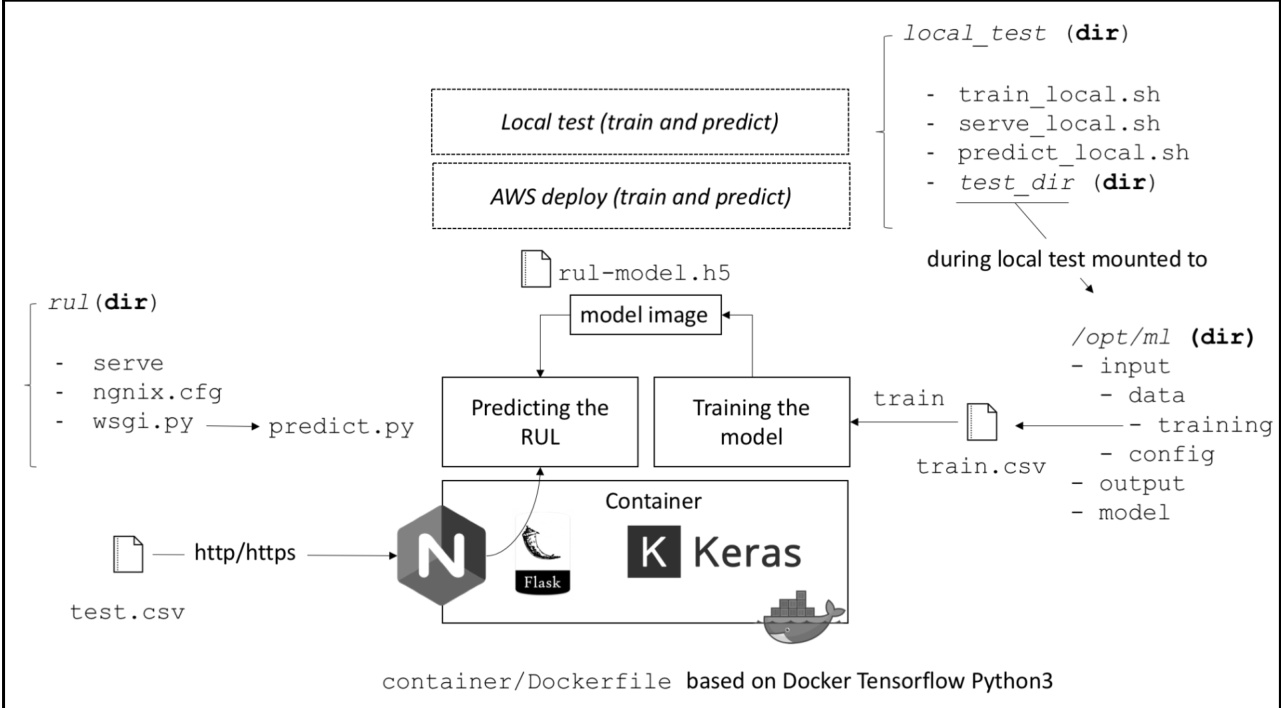 local_test (dir)
- train_local.sh
- serve_local.sh
- predict_local.sh
- test_dir (dir)
Local test (train and predict)
AWS deploy (train and predict)
during local test mounted to
rul-model.h5
model image
rul(dir)
- serve
- ngnix.cfg
- wsgi.py
predict.py
Predicting the
RUL
Training the
model
train
train.csv
/opt/ml (dir)
- input
- data
- training
- config
- output
- model
Container
N
Flask
K Keras
http/https
test.csv
container/Dockerfile based on Docker Tensorflow Python3